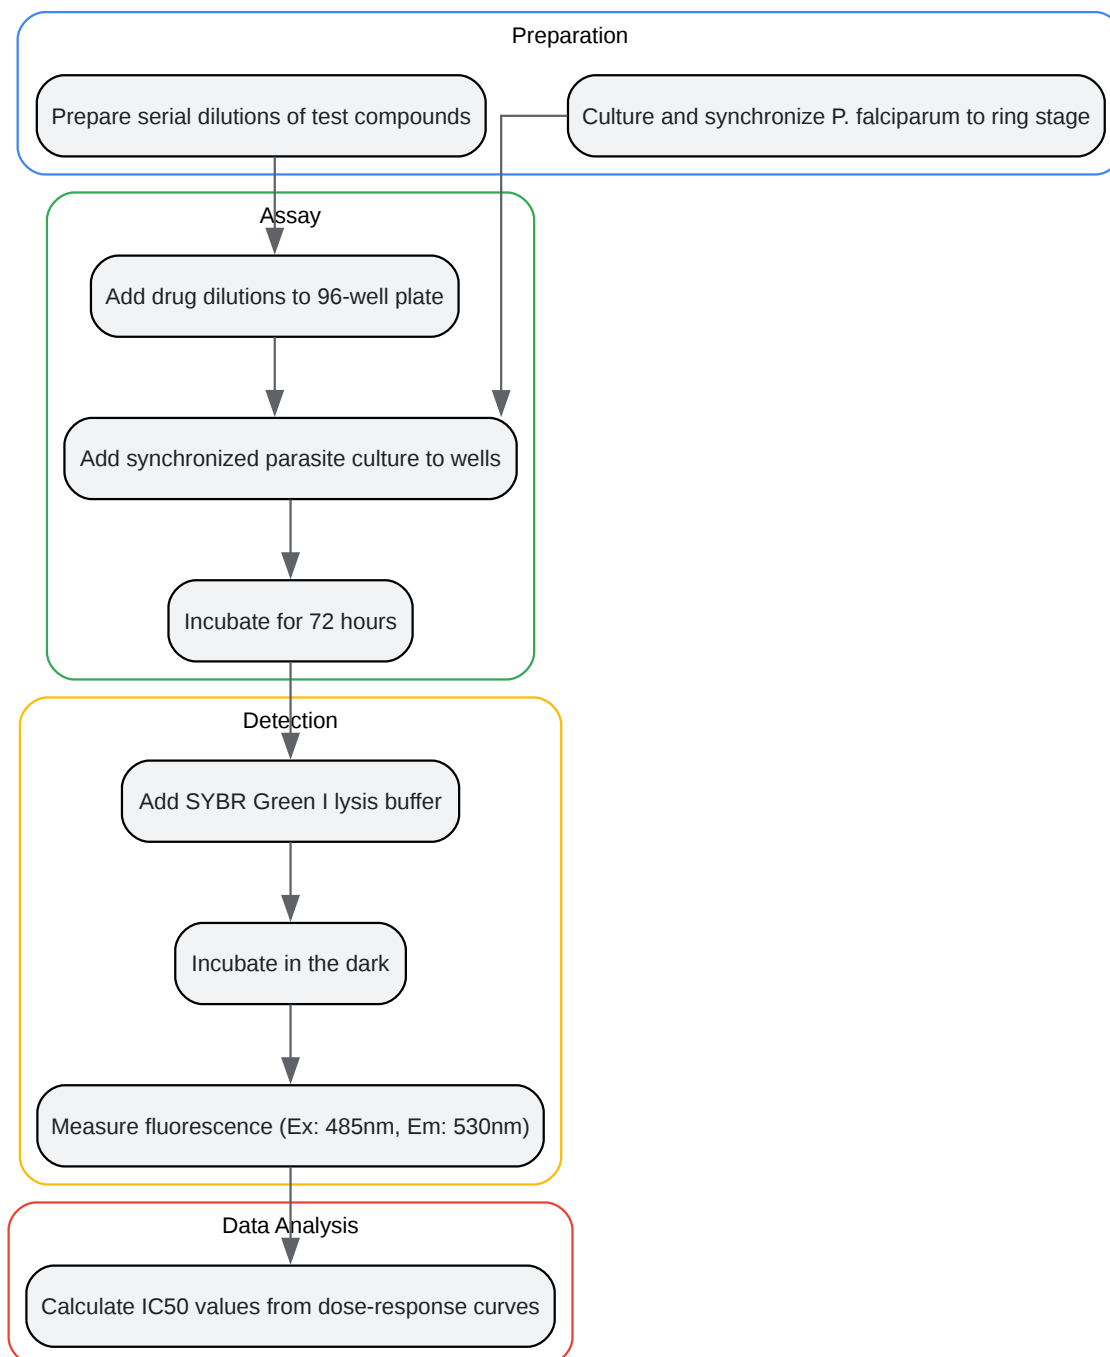 Preparation
Prepare serial dilutions of test compounds
Culture and synchronize P. falciparum to ring stage
Assay
Add drug dilutions to 96-well plate
Add synchronized parasite culture to wells
Incubate for 72 hours
Detection
Add SYBR Green I lysis buffer
Incubate in the dark
Measure fluorescence (Ex: 485nm, Em: 530nm)
Data Analysis
Calculate IC50 values from dose-response curves